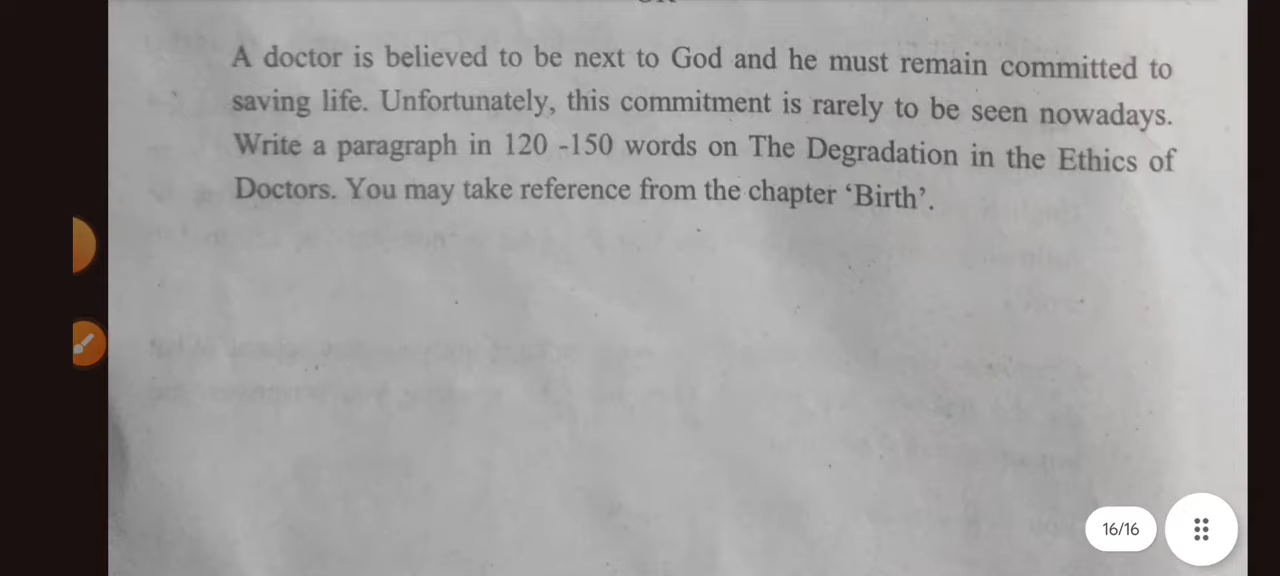 A doctor is believed to be next to God and he must remain committed to
saving life. Unfortunately, this commitment is rarely to be seen nowadays.
Write a paragraph in 120 -150 words on The Degradation in the Ethics of
Doctors. You may take reference from the chapter ‘Birth’.
16/16